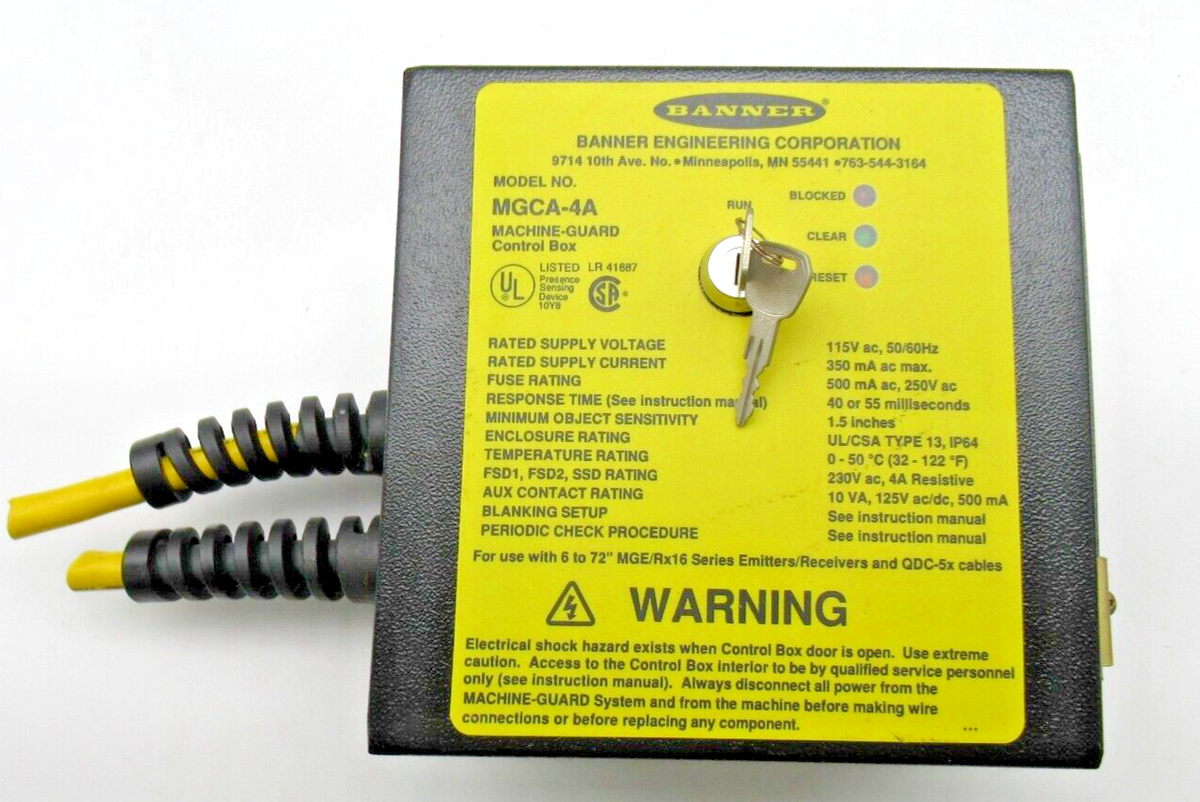 BANNER®
BANNER ENGINEERING CORPORATION
9714 10th Ave. No. • Minneapolis, MN 55441 • 763-544-3164
MODEL NO.
MGCA-4A
MACHINE-GUARD
Control Box
UL ®
LISTED
Presence
Sensing
Device
10Y8
LR 41887
SA ®
RUN
BLOCKED
CLEAR
RESET
RATED SUPPLY VOLTAGE 115V ac, 50/60Hz
RATED SUPPLY CURRENT 350 mA ac max.
FUSE RATING 500 mA ac, 250V ac
RESPONSE TIME (See instruction manual) 40 or 55 milliseconds
MINIMUM OBJECT SENSITIVITY 1.5 inches
ENCLOSURE RATING UL/CSA TYPE 13, IP64
TEMPERATURE RATING 0 - 50 °C (32 - 122 °F)
FSD1, FSD2, SSD RATING 230V ac, 4A Resistive
AUX CONTACT RATING 10 VA, 125V ac/dc, 500 mA
BLANKING SETUP See instruction manual
PERIODIC CHECK PROCEDURE See instruction manual
For use with 6 to 72" MGE/Rx16 Series Emitters/Receivers and QDC-5x cables
WARNING
Electrical shock hazard exists when Control Box door is open. Use extreme
caution. Access to the Control Box interior to be by qualified service personnel
only (see instruction manual). Always disconnect all power from the
MACHINE-GUARD System and from the machine before making wire
connections or before replacing any component.